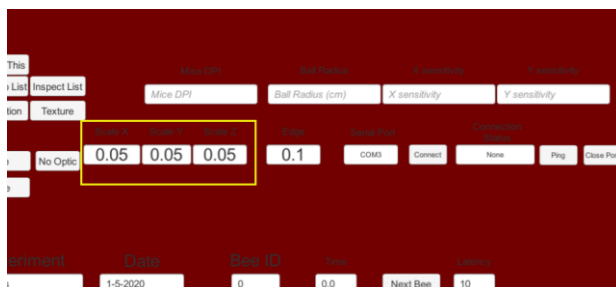 This
Mice DPI Ball Radius X sensitivity Y sensitivity
List Inspect List
Mice DPI Ball Radius (cm) X sensitivity Y sensitivity
tion Texture
Scale X Scale Y Scale Z Edge Serial Port Connection Status
No Optic 0.05 0.05 0.05 0.1 COM3 Connect None Ping Close Por
eriment Date Bee ID Time Latency
1-5-2020 0 0.0 Next Bee 10